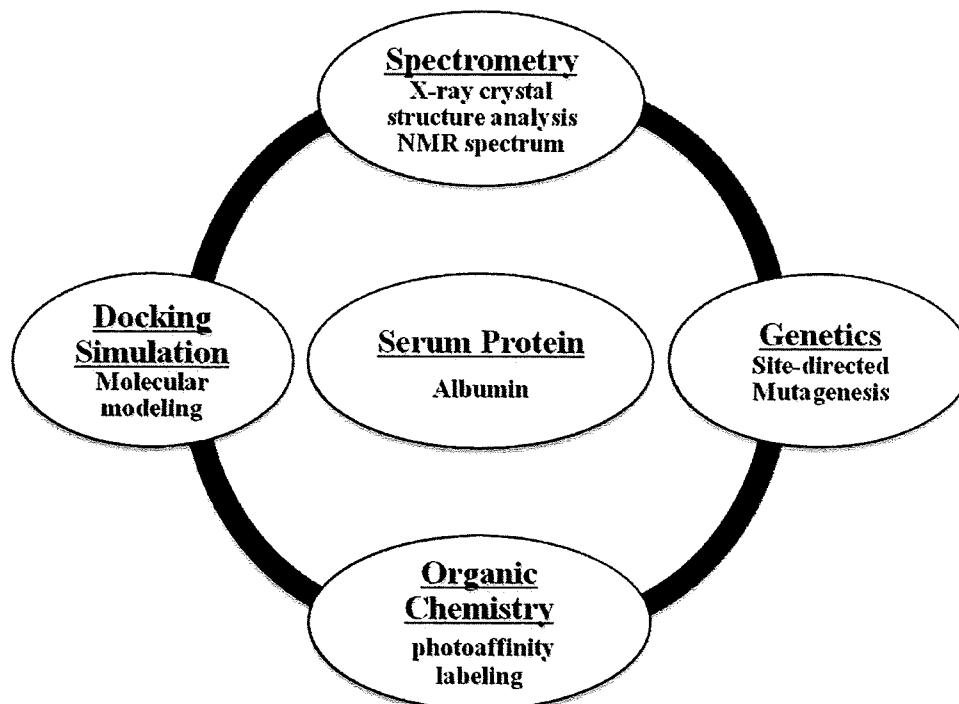 Spectrometry
X-ray crystal
structure analysis
NMR spectrum
Docking
Simulation
Molecular
modeling
Serum Protein
Albumin
Genetics
Site-directed
Mutagenesis
Organic
Chemistry
photoaffinity
labeling